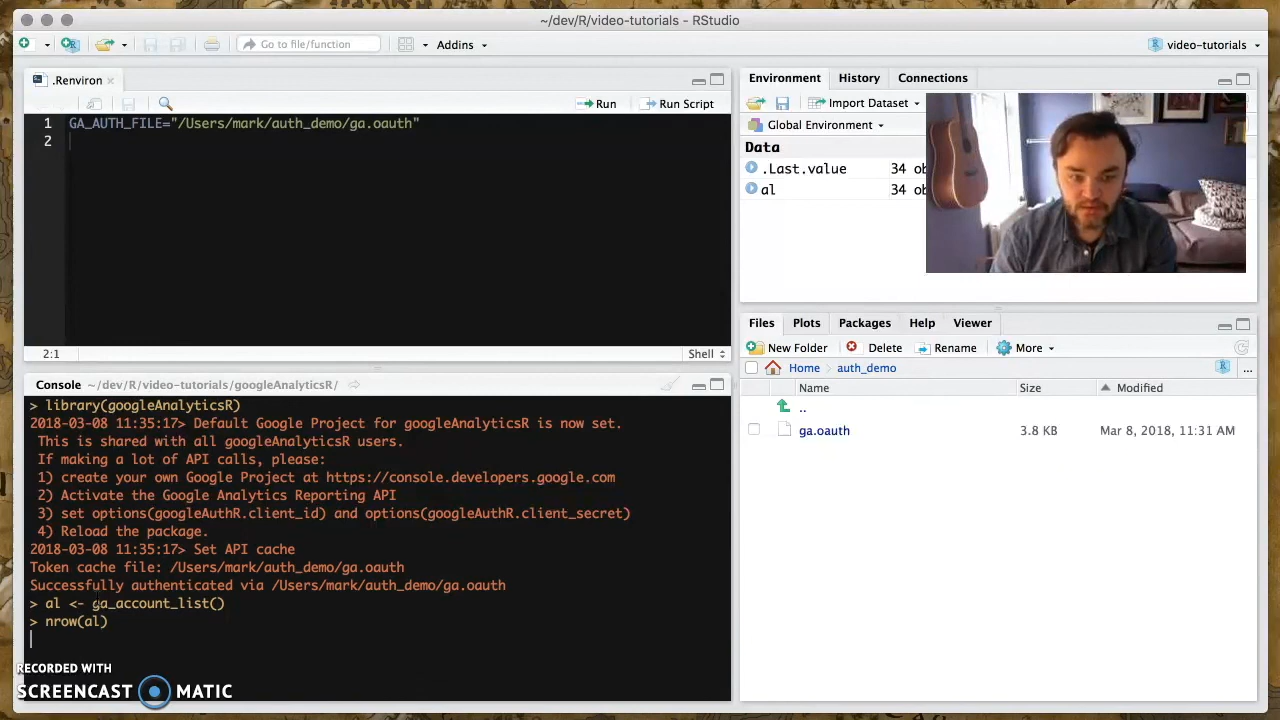 ~/dev/R/video-tutorials - RStudio
Go to file/function
Addins
video-tutorials
.Renviron
Run
Run Script
1 GA_AUTH_FILE="/Users/mark/auth_demo/ga.oauth"
2
2:1
Shell
Console ~/dev/R/video-tutorials/googleAnalyticsR/
> library(googleAnalyticsR)
2018-03-08 11:35:17> Default Google Project for googleAnalyticsR is now set.
This is shared with all googleAnalyticsR users.
If making a lot of API calls, please:
1) create your own Google Project at https://console.developers.google.com
2) Activate the Google Analytics Reporting API
3) set options(googleAuthR.client_id) and options(googleAuthR.client_secret)
4) Reload the package.
2018-03-08 11:35:17> Set API cache
Token cache file: /Users/mark/auth_demo/ga.oauth
Successfully authenticated via /Users/mark/auth_demo/ga.oauth
> al <- ga_account_list()
> nrow(al)
RECORDED WITH
SCREENCAST MATIC
Environment History Connections
Import Dataset
Global Environment
Data
.Last.value 34 ob
al 34 ob
Files Plots Packages Help Viewer
New Folder Delete Rename More
Home auth_demo ...
Name Size Modified
..
ga.oauth 3.8 KB Mar 8, 2018, 11:31 AM